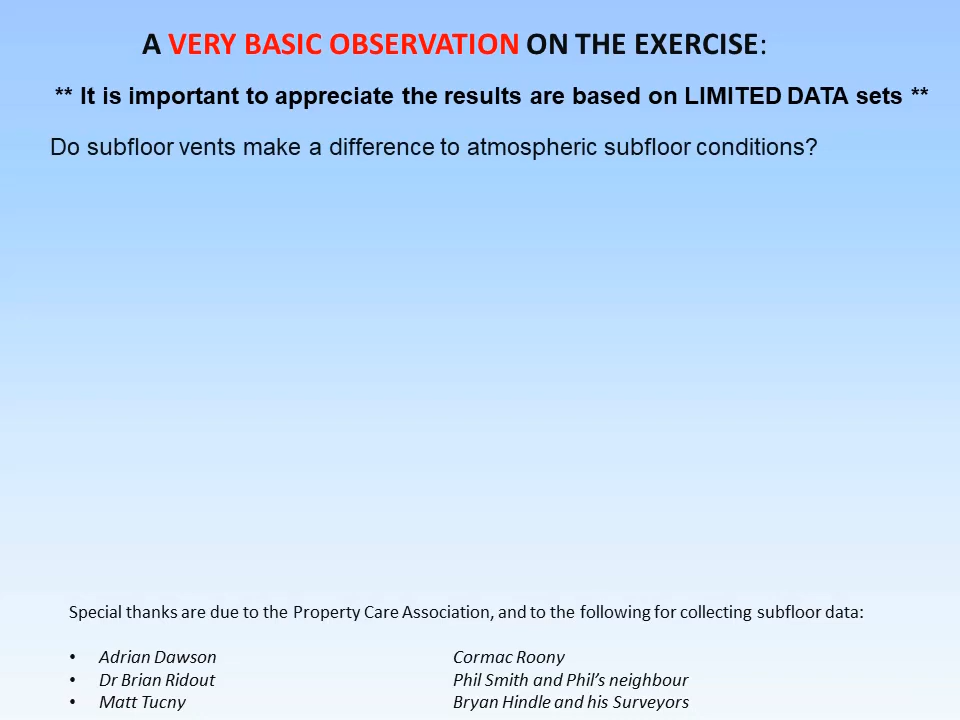 A VERY BASIC OBSERVATION ON THE EXERCISE:
** It is important to appreciate the results are based on LIMITED DATA sets **
Do subfloor vents make a difference to atmospheric subfloor conditions?
Special thanks are due to the Property Care Association, and to the following for collecting subfloor data:
• Adrian Dawson Cormac Roony
• Dr Brian Ridout Phil Smith and Phil's neighbour
• Matt Tucny Bryan Hindle and his Surveyors